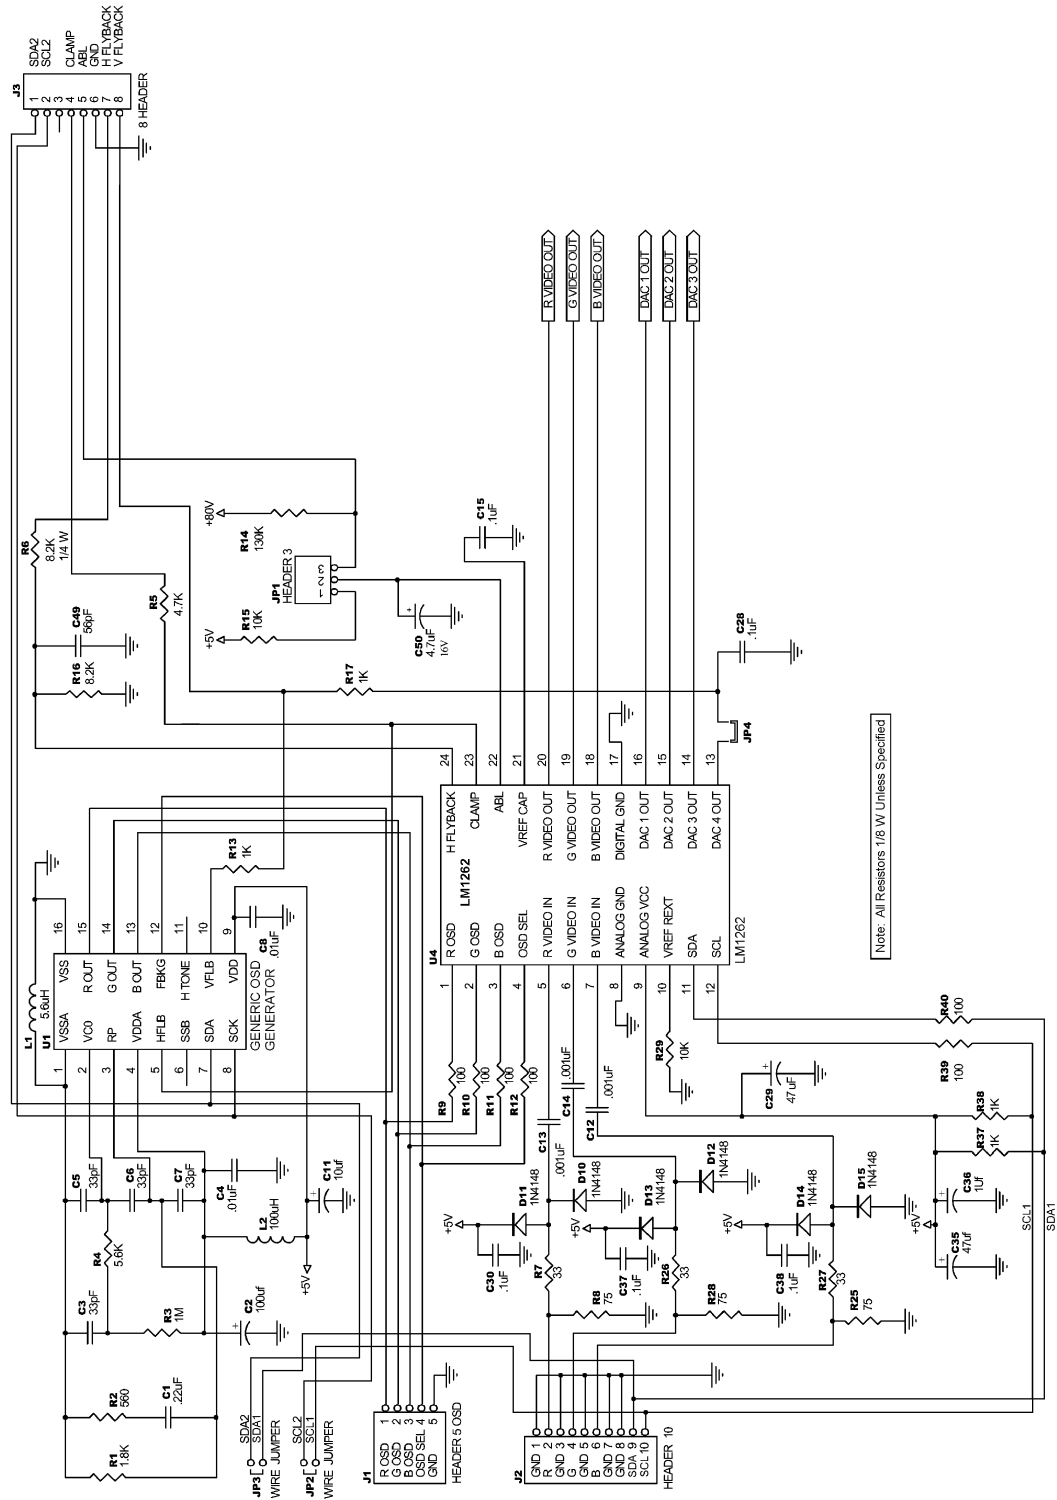 J3
1 SDA2
2 SCL2
3
4 CLAMP
5 ABL
6 GND
7 H FLYBACK
8 V FLYBACK
8 HEADER
R6
8.2K
1/4 W
C49
56pF
R16
8.2K
R5
4.7K
+80V
R14
130K
JP1
HEADER 3
1 2 3
R15
10K
+5V
C50
4.7uF
16V
C15
.1uF
R17
1K
C28
.1uF
JP4
R VIDEO OUT
G VIDEO OUT
B VIDEO OUT
DAC 1 OUT
DAC 2 OUT
DAC 3 OUT
L1
5.6uH
U1
1 VSSA
2 VC0
3 RP
4 VDDA
5 HFLB
6 SSB
7 SDA
8 SCK
16 VSS
15 R OUT
14 G OUT
13 B OUT
12 FBKG
11 H TONE
10 VFLB
9 VDD
GENERIC OSD
GENERATOR
C8
.01uF
R13
1K
U4
LM1262
1 R OSD
2 G OSD
3 B OSD
4 OSD SEL
5 R VIDEO IN
6 G VIDEO IN
7 B VIDEO IN
8 ANALOG GND
9 ANALOG VCC
10 VREF REXT
11 SDA
12 SCL
24 H FLYBACK
23 CLAMP
22 ABL
21 VREF CAP
20 R VIDEO OUT
19 G VIDEO OUT
18 B VIDEO OUT
17 DIGITAL GND
16 DAC 1 OUT
15 DAC 2 OUT
14 DAC 3 OUT
13 DAC 4 OUT
LM1262
R9
100
R10
100
R11
100
R12
100
C13
.001uF
C14
.001uF
C12
.001uF
R29
10K
C29
47uF
R40
100
R39
100
R38
1K
R37
1K
C36
1Uf
C35
47uf
+5V
SCL1
SDA1
C5
33pF
C6
33pF
C7
33pF
C4
.01uF
C11
10uf
L2
100uH
+5V
R4
5.6K
C3
33pF
R3
1M
C2
100uf
R2
560
C1
.22uF
R1
1.8K
SDA2
SDA1
JP3
WIRE JUMPER
SCL2
SCL1
JP2
WIRE JUMPER
J1
R OSD 1
G OSD 2
B OSD 3
OSD SEL 4
GND 5
HEADER 5 OSD
J2
GND 1
R 2
GND 3
G 4
GND 5
B 6
GND 7
GND 8
SDA 9
SCL 10
HEADER 10
+5V
D11
1N4148
D10
1N4148
C30
.1uF
R7
33
R8
75
+5V
D13
1N4148
D12
1N4148
C37
.1uF
R26
33
R28
75
+5V
D14
1N4148
D15
1N4148
C38
.1uF
R27
33
R25
75
Note: All Resistors 1/8 W Unless Specified